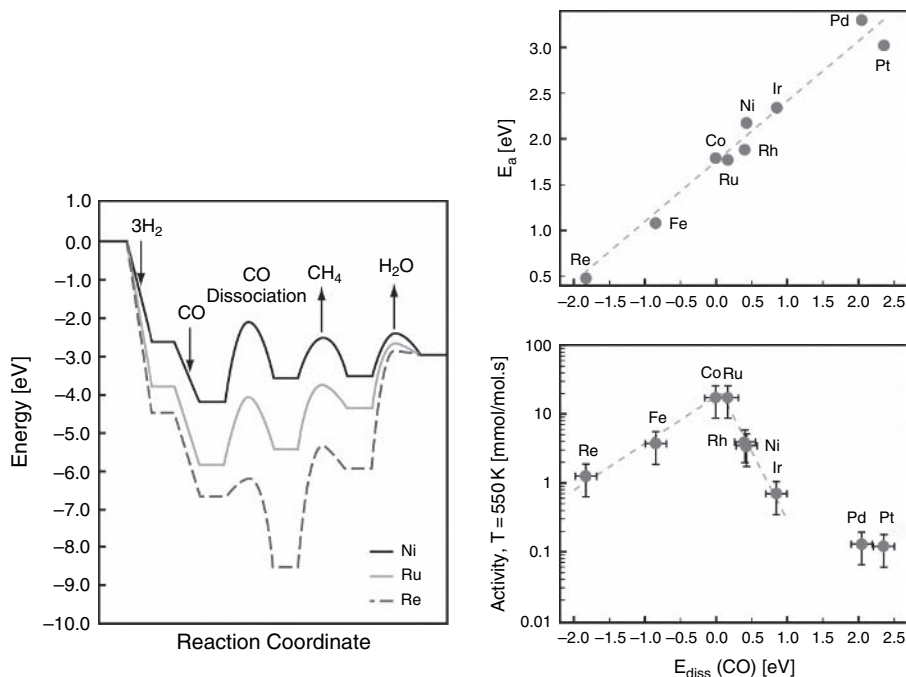 1.0
0.0
−1.0
−2.0
−3.0
−4.0
−5.0
−6.0
−7.0
−8.0
−9.0
−10.0
Energy [eV]
3H2
CO
CO
Dissociation
CH4
H2O
Ni
Ru
Re
Reaction Coordinate
3.0
2.5
2.0
1.5
1.0
0.5
Ea [eV]
Pd
Pt
Ir
Ni
Co
Rh
Ru
Fe
Re
−2.0 −1.5 −1.0 −0.5 0.0 0.5 1.0 1.5 2.0 2.5
100
10
1
0.1
0.01
Activity, T = 550 K [mmol/mol.s]
Co Ru
Fe
Re
Rh
Ni
Ir
Pd Pt
−2.0 −1.5 −1.0 −0.5 0.0 0.5 1.0 1.5 2.0 2.5
Ediss (CO) [eV]